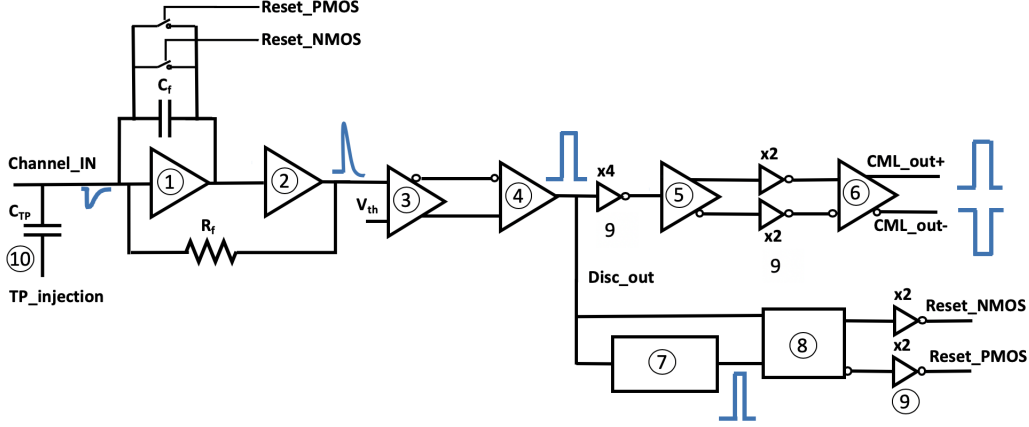 Reset_PMOS
Reset_NMOS
Cf
Channel_IN
1
2
3
4
x4
5
x2
6
CML_out+
CML_out-
Vth
CTP
Rf
10
9
x2
9
TP_injection
Disc_out
x2
Reset_NMOS
7
8
x2
Reset_PMOS
9